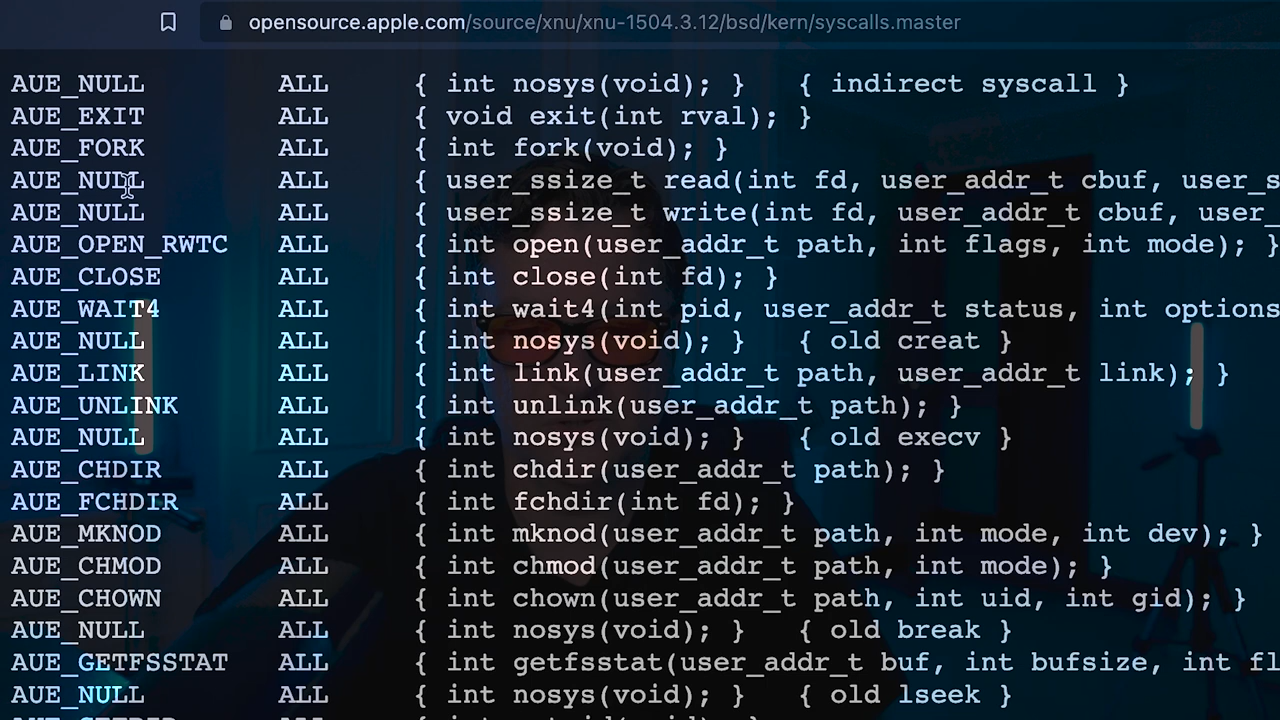 opensource.apple.com/source/xnu/xnu-1504.3.12/bsd/kern/syscalls.master
AUE_NULL ALL { int nosys(void); } { indirect syscall }
AUE_EXIT ALL { void exit(int rval); }
AUE_FORK ALL { int fork(void); }
AUE_NULL ALL { user_ssize_t read(int fd, user_addr_t cbuf, user_s
AUE_NULL ALL { user_ssize_t write(int fd, user_addr_t cbuf, user_
AUE_OPEN_RWTC ALL { int open(user_addr_t path, int flags, int mode); }
AUE_CLOSE ALL { int close(int fd); }
AUE_WAIT4 ALL { int wait4(int pid, user_addr_t status, int options
AUE_NULL ALL { int nosys(void); } { old creat }
AUE_LINK ALL { int link(user_addr_t path, user_addr_t link); }
AUE_UNLINK ALL { int unlink(user_addr_t path); }
AUE_NULL ALL { int nosys(void); } { old execv }
AUE_CHDIR ALL { int chdir(user_addr_t path); }
AUE_FCHDIR ALL { int fchdir(int fd); }
AUE_MKNOD ALL { int mknod(user_addr_t path, int mode, int dev); }
AUE_CHMOD ALL { int chmod(user_addr_t path, int mode); }
AUE_CHOWN ALL { int chown(user_addr_t path, int uid, int gid); }
AUE_NULL ALL { int nosys(void); } { old break }
AUE_GETFSSTAT ALL { int getfsstat(user_addr_t buf, int bufsize, int fl
AUE_NULL ALL { int nosys(void); } { old lseek }